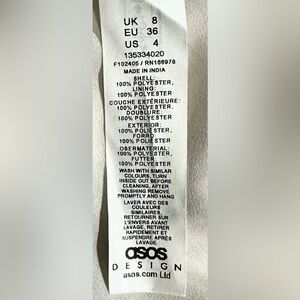 UK 8
EU 36
US 4
135334020
F102405 / RN156978
MADE IN INDIA
SHELL:
100% POLYESTER,
LINING:
100% POLYESTER
COUCHE EXTÉRIEURE:
100% POLYESTER,
DOUBLURE:
100% POLYESTER
EXTERIOR:
100% POLIÉSTER,
FORRO:
100% POLIÉSTER
OBERMATERIAL:
100% POLYESTER,
FUTTER:
100% POLYESTER
WASH WITH SIMILAR
COLOURS, TURN
INSIDE OUT BEFORE
CLEANING, AFTER
WASHING REMOVE
PROMPTLY AND HANG
LAVER AVEC DES
COULEURS
SIMILAIRES,
RETOURNER SUR
L'ENVERS AVANT
LAVAGE, RETIRER
RAPIDEMENT ET
SUSPENDRE APRÈS
LAVAGE
asos
DESIGN
asos.com Ltd